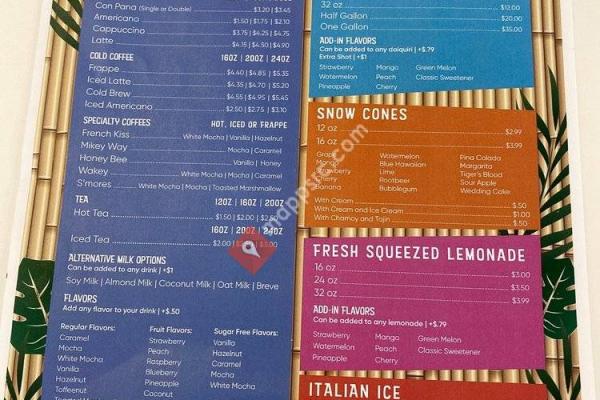 Con Pana (Single or Double) $3.20 | $3.45
Americano $1.50 | $1.75 | $2.10
Cappuccino $3.75 | $4.25 | $4.75
Latte $4.15 | $4.50 | $4.90
COLD COFFEE 16OZ | 20OZ | 24OZ
Frappe $4.40 | $4.85 | $5.35
Iced Latte $4.35 | $4.70 | $5.20
Cold Brew $4.55 | $4.95 | $5.45
Iced Americano $2.50 | $2.75 | $3.10
SPECIALTY COFFEES HOT, ICED OR FRAPPE
French Kiss White Mocha | Vanilla | Hazelnut
Mikey Way Mocha | Caramel
Honey Bee Vanilla | Honey
Wakey White Mocha | Mocha | Caramel
S'mores White Mocha | Mocha | Toasted Marshmallow
TEA 12OZ | 16OZ | 20OZ
Hot Tea $1.50 | $2.00 |
16OZ | 20OZ | 24OZ
Iced Tea $2.00 |
ALTERNATIVE MILK OPTIONS
Can be added to any drink | +$1
Soy Milk | Almond Milk | Coconut Milk | Oat Milk | Breve
FLAVORS
Add any flavor to your drink | +$.50
Regular Flavors:
Caramel
Mocha
White Mocha
Vanilla
Hazelnut
Toffeenut
Fruit Flavors:
Strawberry
Peach
Raspberry
Blueberry
Pineapple
Coconut
Sugar Free Flavors:
Vanilla
Hazelnut
Caramel
Mocha
White Mocha
32 oz $12.00
Half Gallon $20.00
One Gallon $35.00
ADD-IN FLAVORS
Can be added to any daiquiri | +$.79
Extra Shot | +$1
Strawberry Mango Green Melon
Watermelon Peach Classic Sweetener
Pineapple Cherry
SNOW CONES
12 oz $2.99
16 oz $3.99
Grape Watermelon Pina Colada
Mango Blue Hawaiian Margarita
Strawberry Lime Tiger's Blood
Cherry Rootbeer Sour Apple
Banana Bubblegum Wedding Cake
With Cream $.50
With Cream and Ice Cream $1.00
With Chamoy and Tojin $.50
FRESH SQUEEZED LEMONADE
16 oz $3.00
24 oz $3.50
32 oz $3.99
ADD-IN FLAVORS
Can be added to any lemonade | +$.79
Strawberry Mango Green Melon
Watermelon Peach Classic Sweetener
Pineapple Cherry
ITALIAN ICE